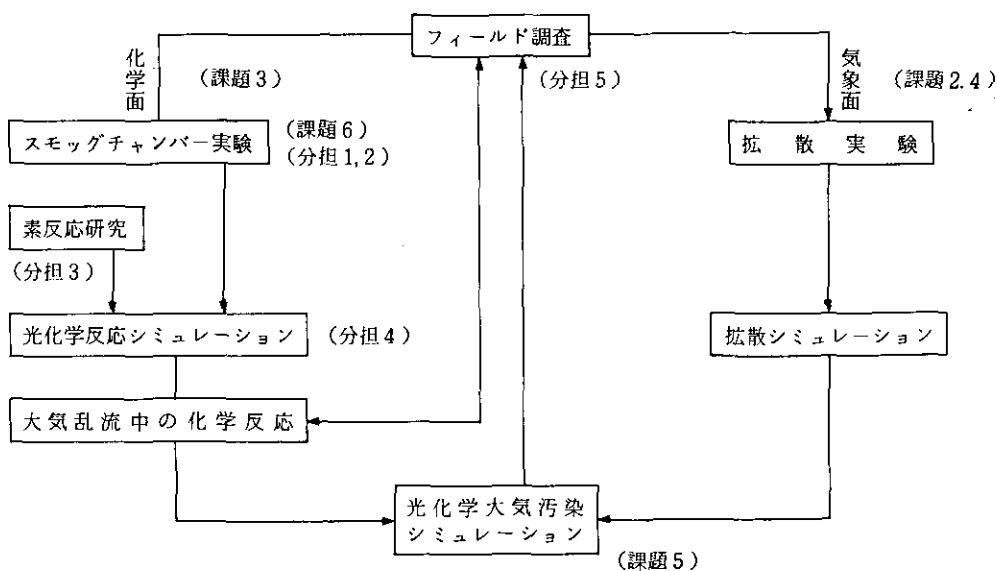 フィールド調査
化学面
(課題3)
(分担5)
気象面
(課題2.4)
スモッグチャンバー実験
(課題6)
(分担1,2)
拡散実験
素反応研究
(分担3)
光化学反応シミュレーション
(分担4)
拡散シミュレーション
大気乱流中の化学反応
光化学大気汚染
シミュレーション
(課題5)